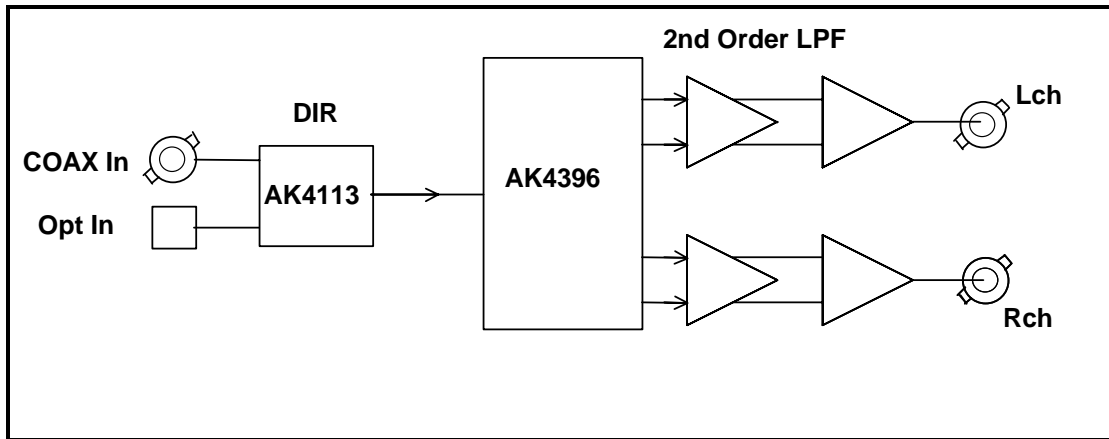 2nd Order LPF
Lch
DIR
COAX In
AK4113
AK4396
Opt In
Rch